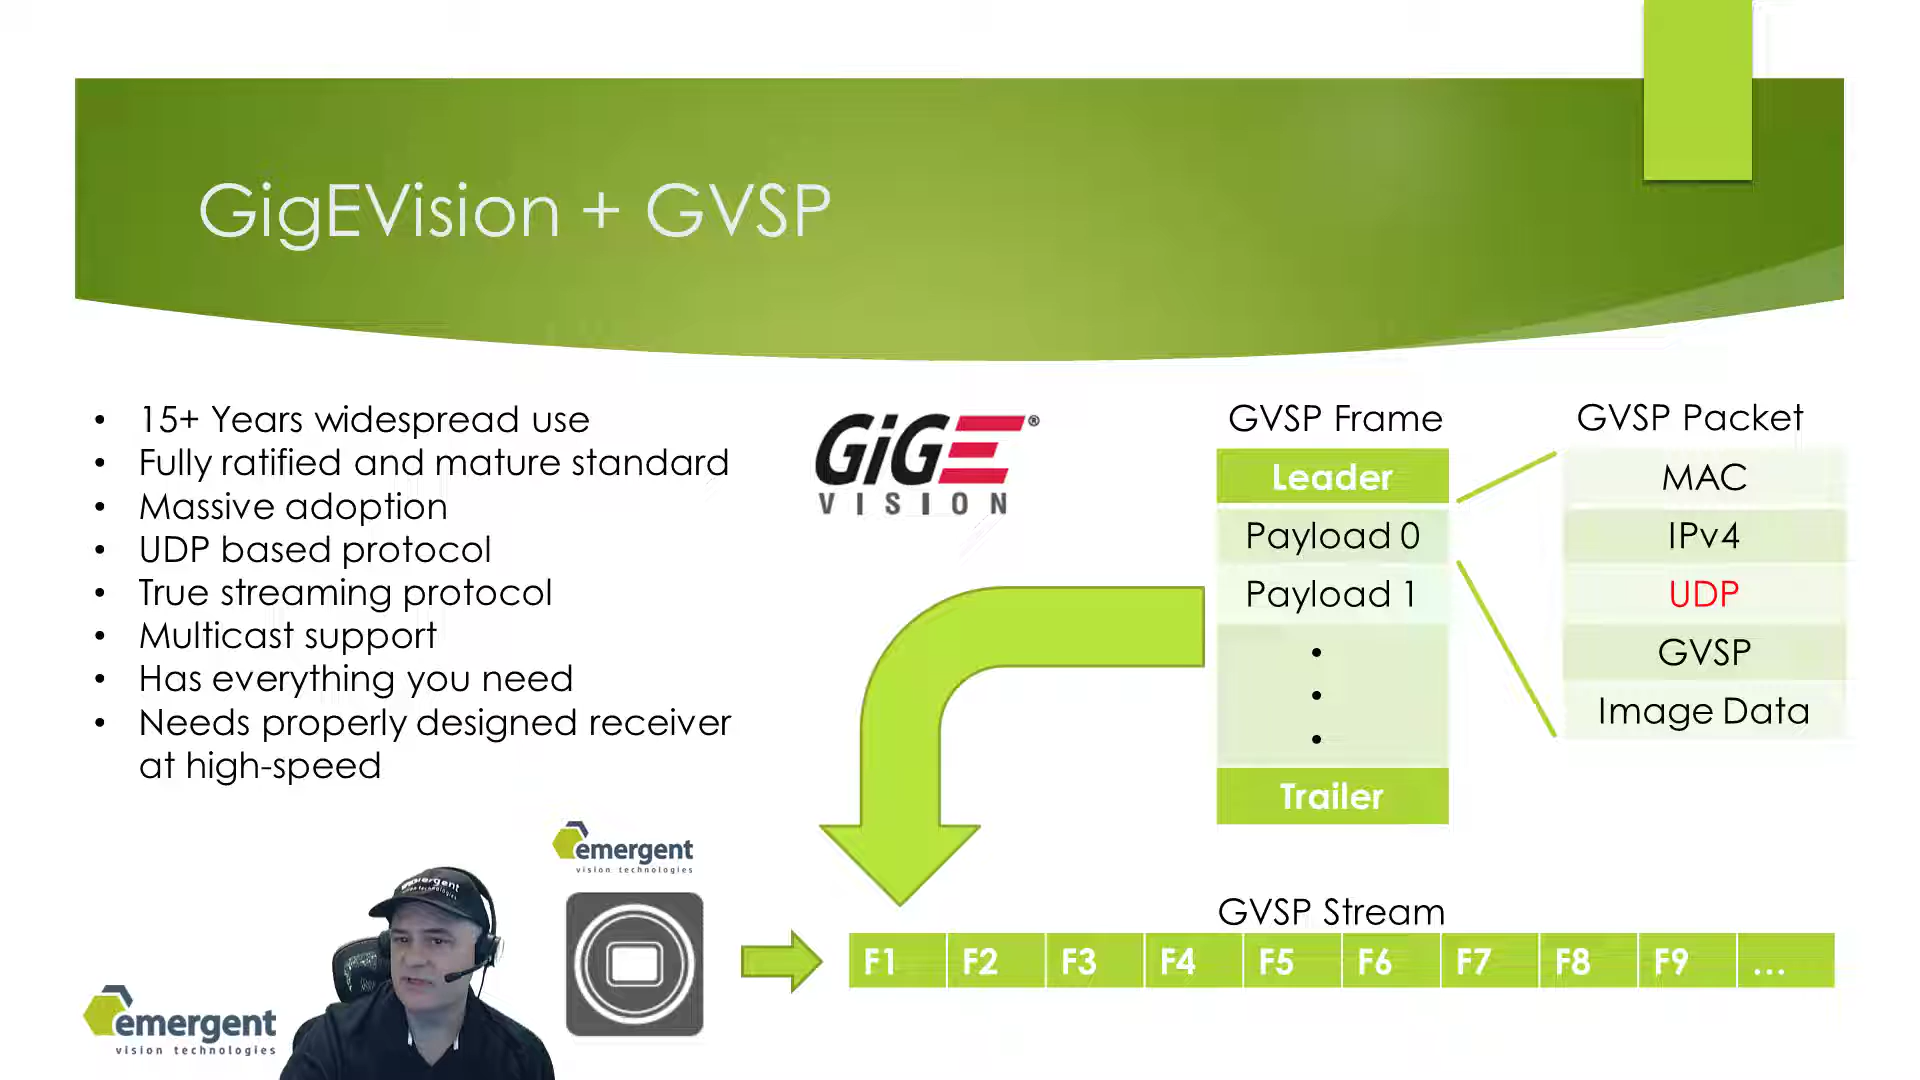 GigEVision + GVSP
• 15+ Years widespread use
• Fully ratified and mature standard
• Massive adoption
• UDP based protocol
• True streaming protocol
• Multicast support
• Has everything you need
• Needs properly designed receiver
at high-speed
GiGE®
VISION
GVSP Frame
Leader
Payload 0
Payload 1
•
•
•
Trailer
GVSP Packet
MAC
IPv4
UDP
GVSP
Image Data
emergent
vision technologies
emergent
vision technologies
GVSP Stream
F1 F2 F3 F4 F5 F6 F7 F8 F9 ...
emergent
vision technologies